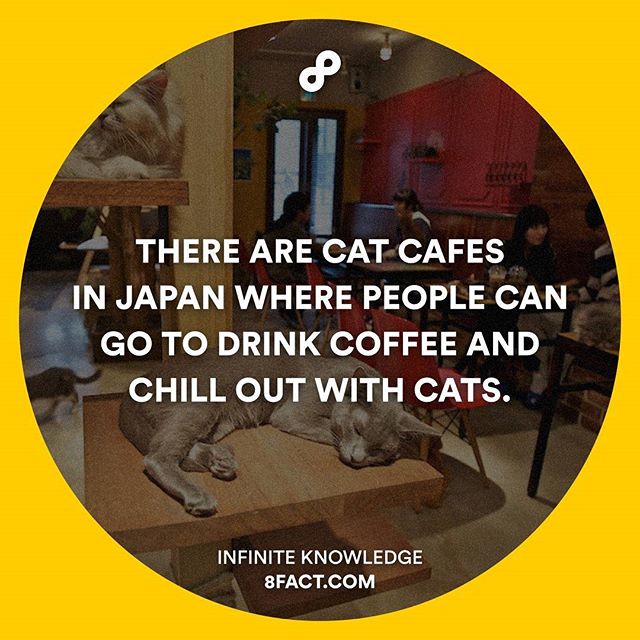 THERE ARE CAT CAFES
IN JAPAN WHERE PEOPLE CAN
GO TO DRINK COFFEE AND
CHILL OUT WITH CATS.
INFINITE KNOWLEDGE
8FACT.COM